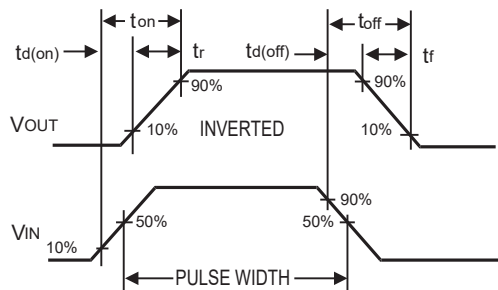 ton toff
td(on) tr td(off) tf
90% 90%
VOUT 10% INVERTED 10%
90%
50% 50%
VIN 10%
PULSE WIDTH